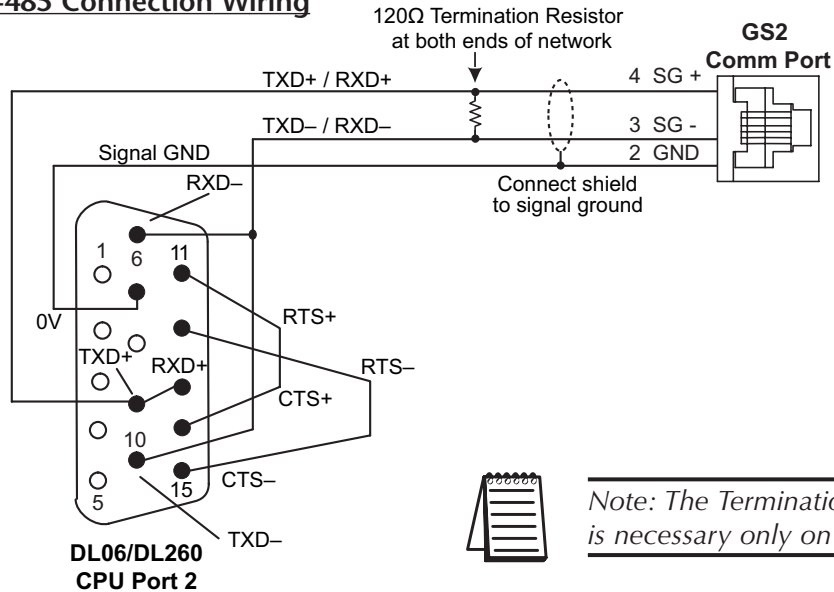 -485 Connection Wiring
120Ω Termination Resistor
at both ends of network
GS2
Comm Port
TXD+ / RXD+
4 SG +
TXD– / RXD–
3 SG -
Signal GND
2 GND
RXD–
Connect shield
to signal ground
1
6
11
0V
RTS+
TXD+
RXD+
RTS–
CTS+
10
15
CTS–
5
TXD–
DL06/DL260
CPU Port 2
Note: The Terminatio
is necessary only on